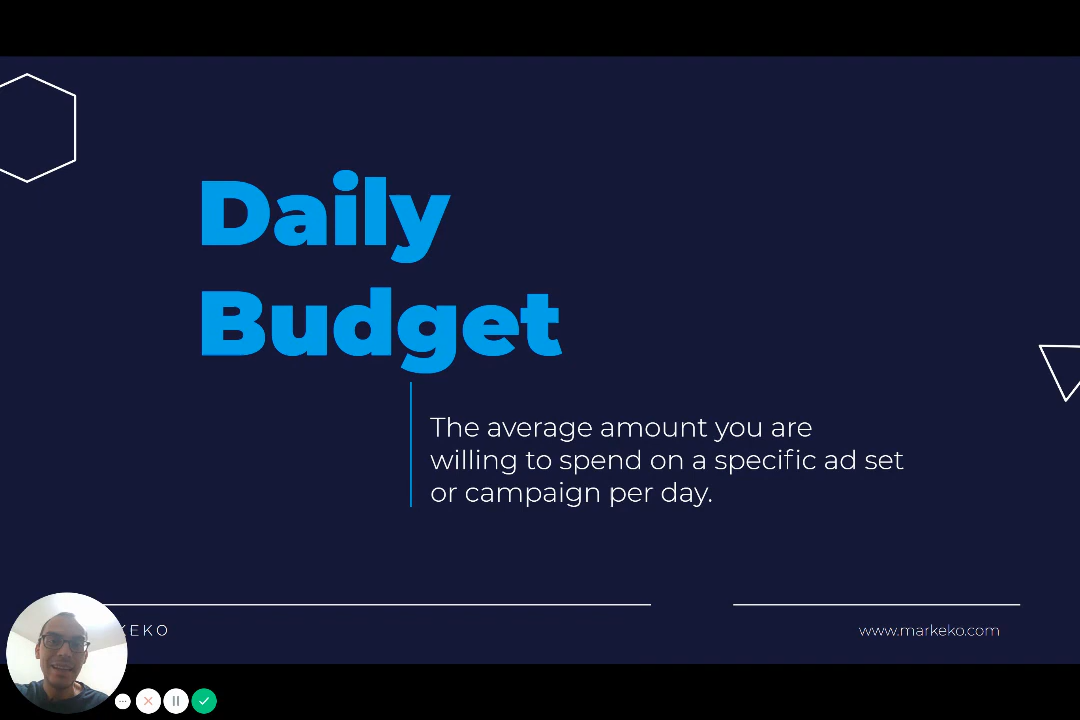 Daily
Budget
The average amount you are
willing to spend on a specific ad set
or campaign per day.
KEKO
www.markeko.com